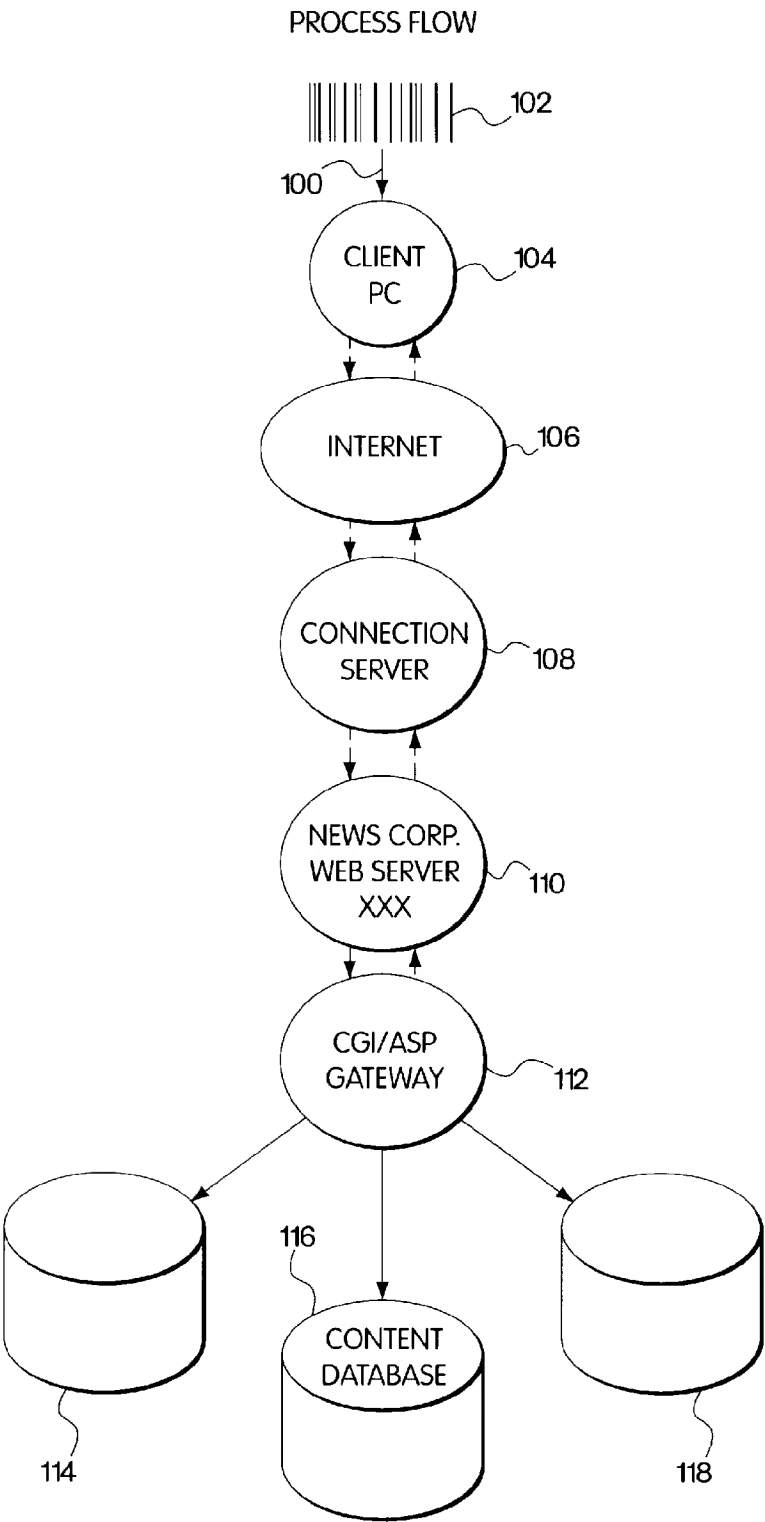 PROCESS FLOW
102
100
CLIENT
PC
104
INTERNET
106
CONNECTION
SERVER
108
NEWS CORP.
WEB SERVER
XXX
110
CGI/ASP
GATEWAY
112
116
CONTENT
DATABASE
114
118